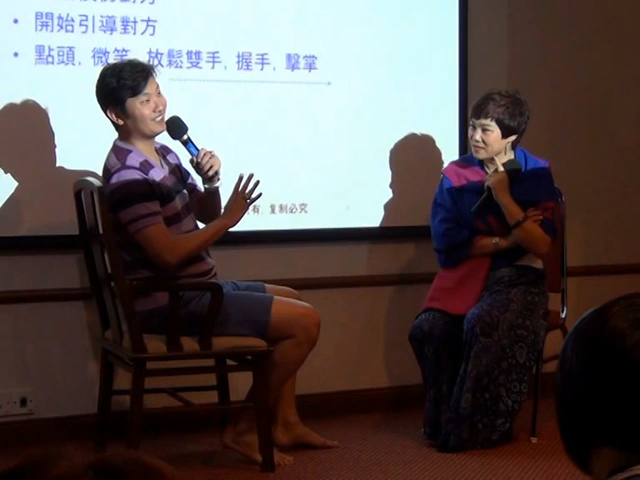 • 開始引導對方
• 點頭, 微笑, 放鬆雙手, 握手, 擊掌
有 复制必究